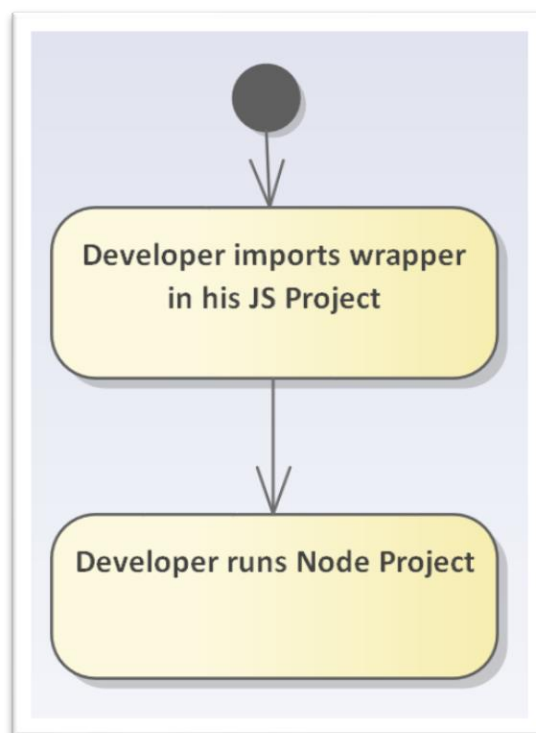 Developer imports wrapper
in his JS Project
Developer runs Node Project